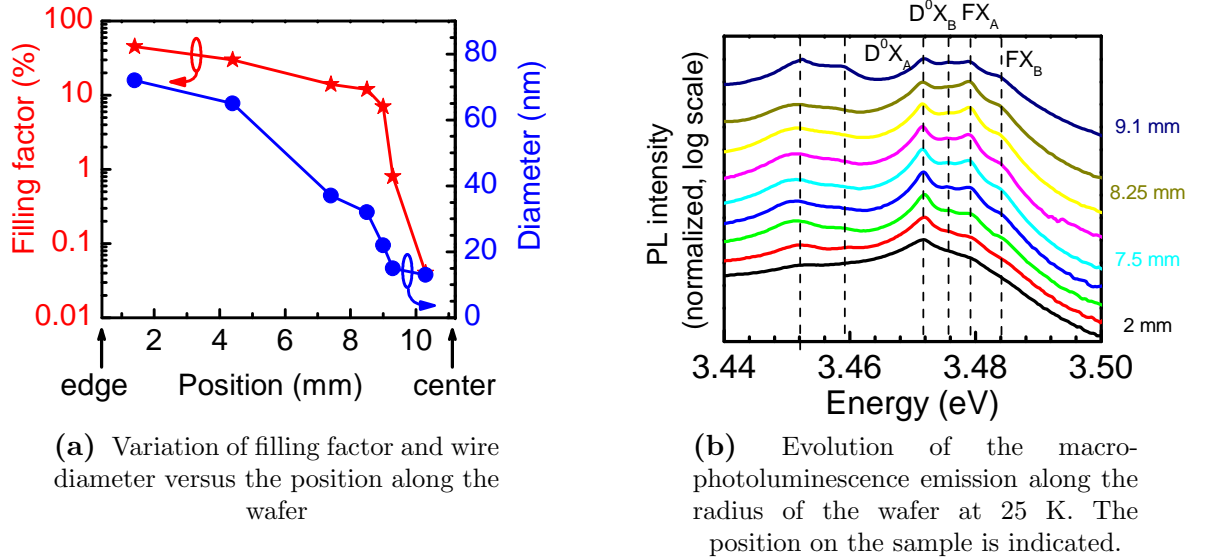 100
10
1
0.1
0.01
Filling factor (%)
80
60
40
20
0
Diameter (nm)
2 4 6 8 10
edge Position (mm) center
(a) Variation of filling factor and wire
diameter versus the position along the
wafer
D⁰X_B FX_A
D⁰X_A
FX_B
9.1 mm
8.25 mm
7.5 mm
2 mm
PL intensity
(normalized, log scale)
3.44 3.46 3.48 3.50
Energy (eV)
(b) Evolution of the macro-
photoluminescence emission along the
radius of the wafer at 25 K. The
position on the sample is indicated.